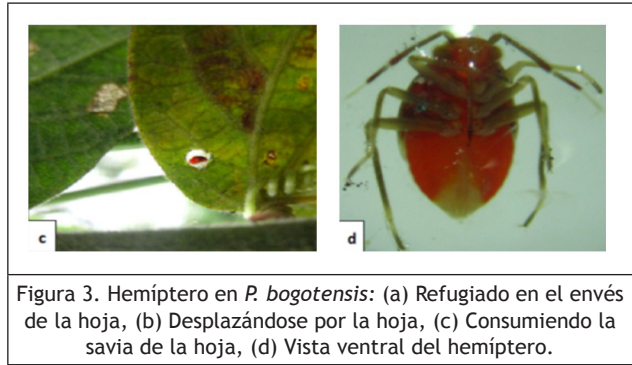 c
d
Figura 3. Hemíptero en P. bogotensis: (a) Refugiado en el envés
de la hoja, (b) Desplazándose por la hoja, (c) Consumiendo la
savia de la hoja, (d) Vista ventral del hemíptero.